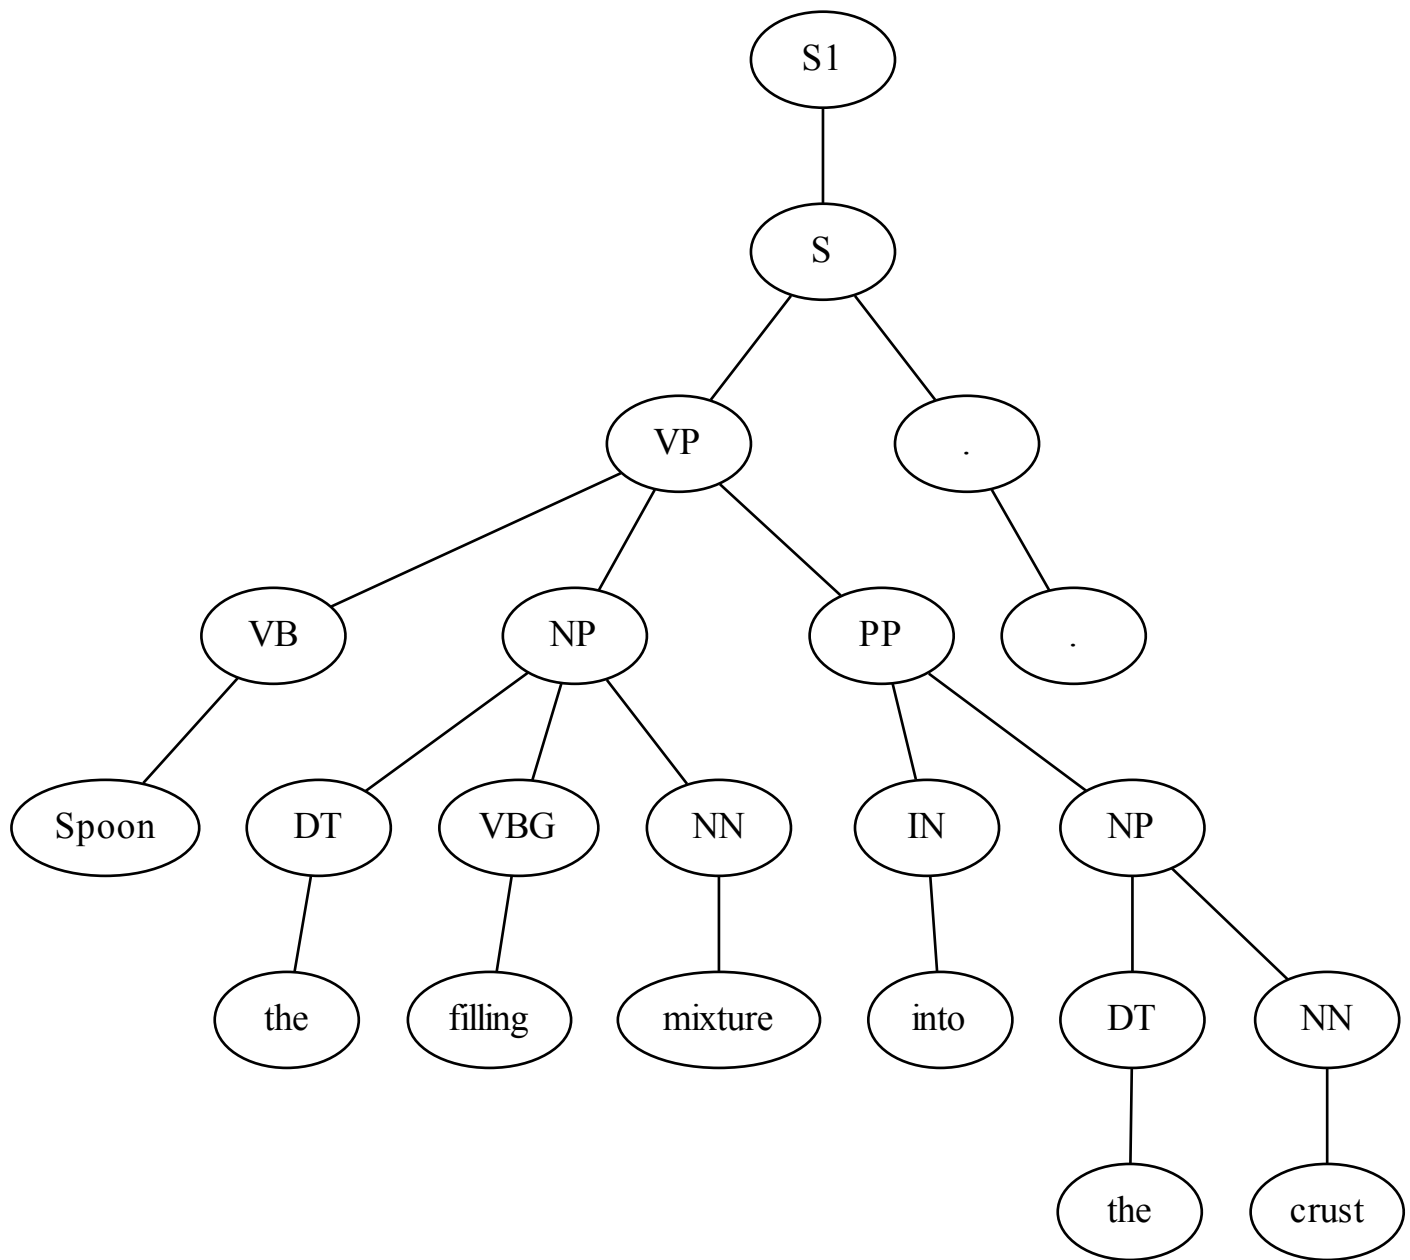 S1
S
VP .
VB NP PP .
Spoon DT VBG NN IN NP
the filling mixture into DT NN
the crust